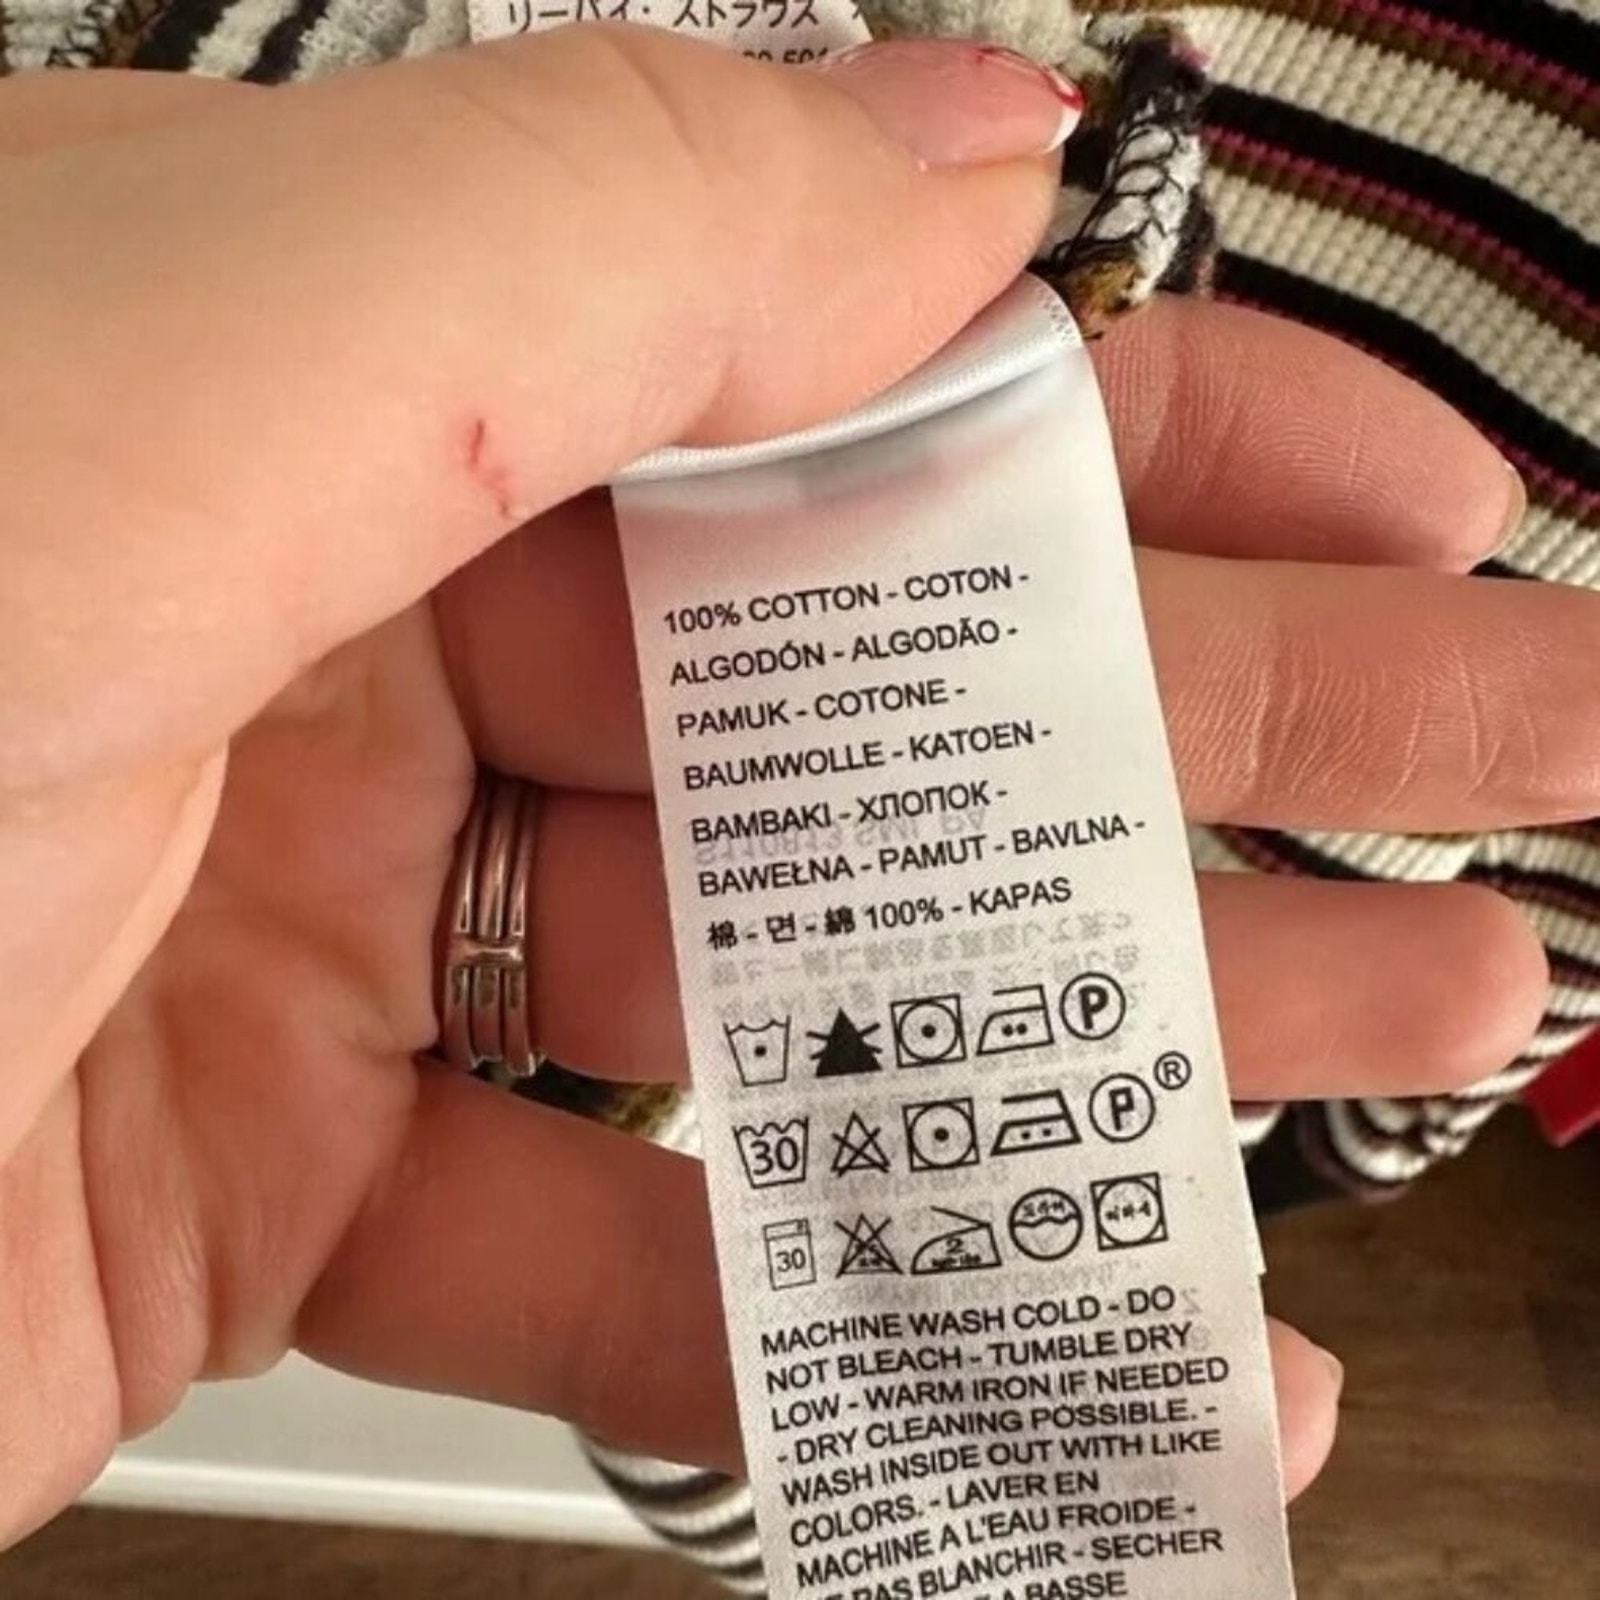 リーバイ・ストラウス
100% COTTON - COTON -
ALGODÓN - ALGODÃO -
PAMUK - COTONE -
BAUMWOLLE - KATOEN -
BAMBAKI - ХЛОПОК -
BAWEŁNA - PAMUT - BAVLNA -
棉 - 면 - 綿 100% - KAPAS
P
30 P ®
30 2
MACHINE WASH COLD - DO
NOT BLEACH - TUMBLE DRY
LOW - WARM IRON IF NEEDED
- DRY CLEANING POSSIBLE. -
WASH INSIDE OUT WITH LIKE
COLORS. - LAVER EN
MACHINE A L'EAU FROIDE -
PAS BLANCHIR - SECHER
A BASSE